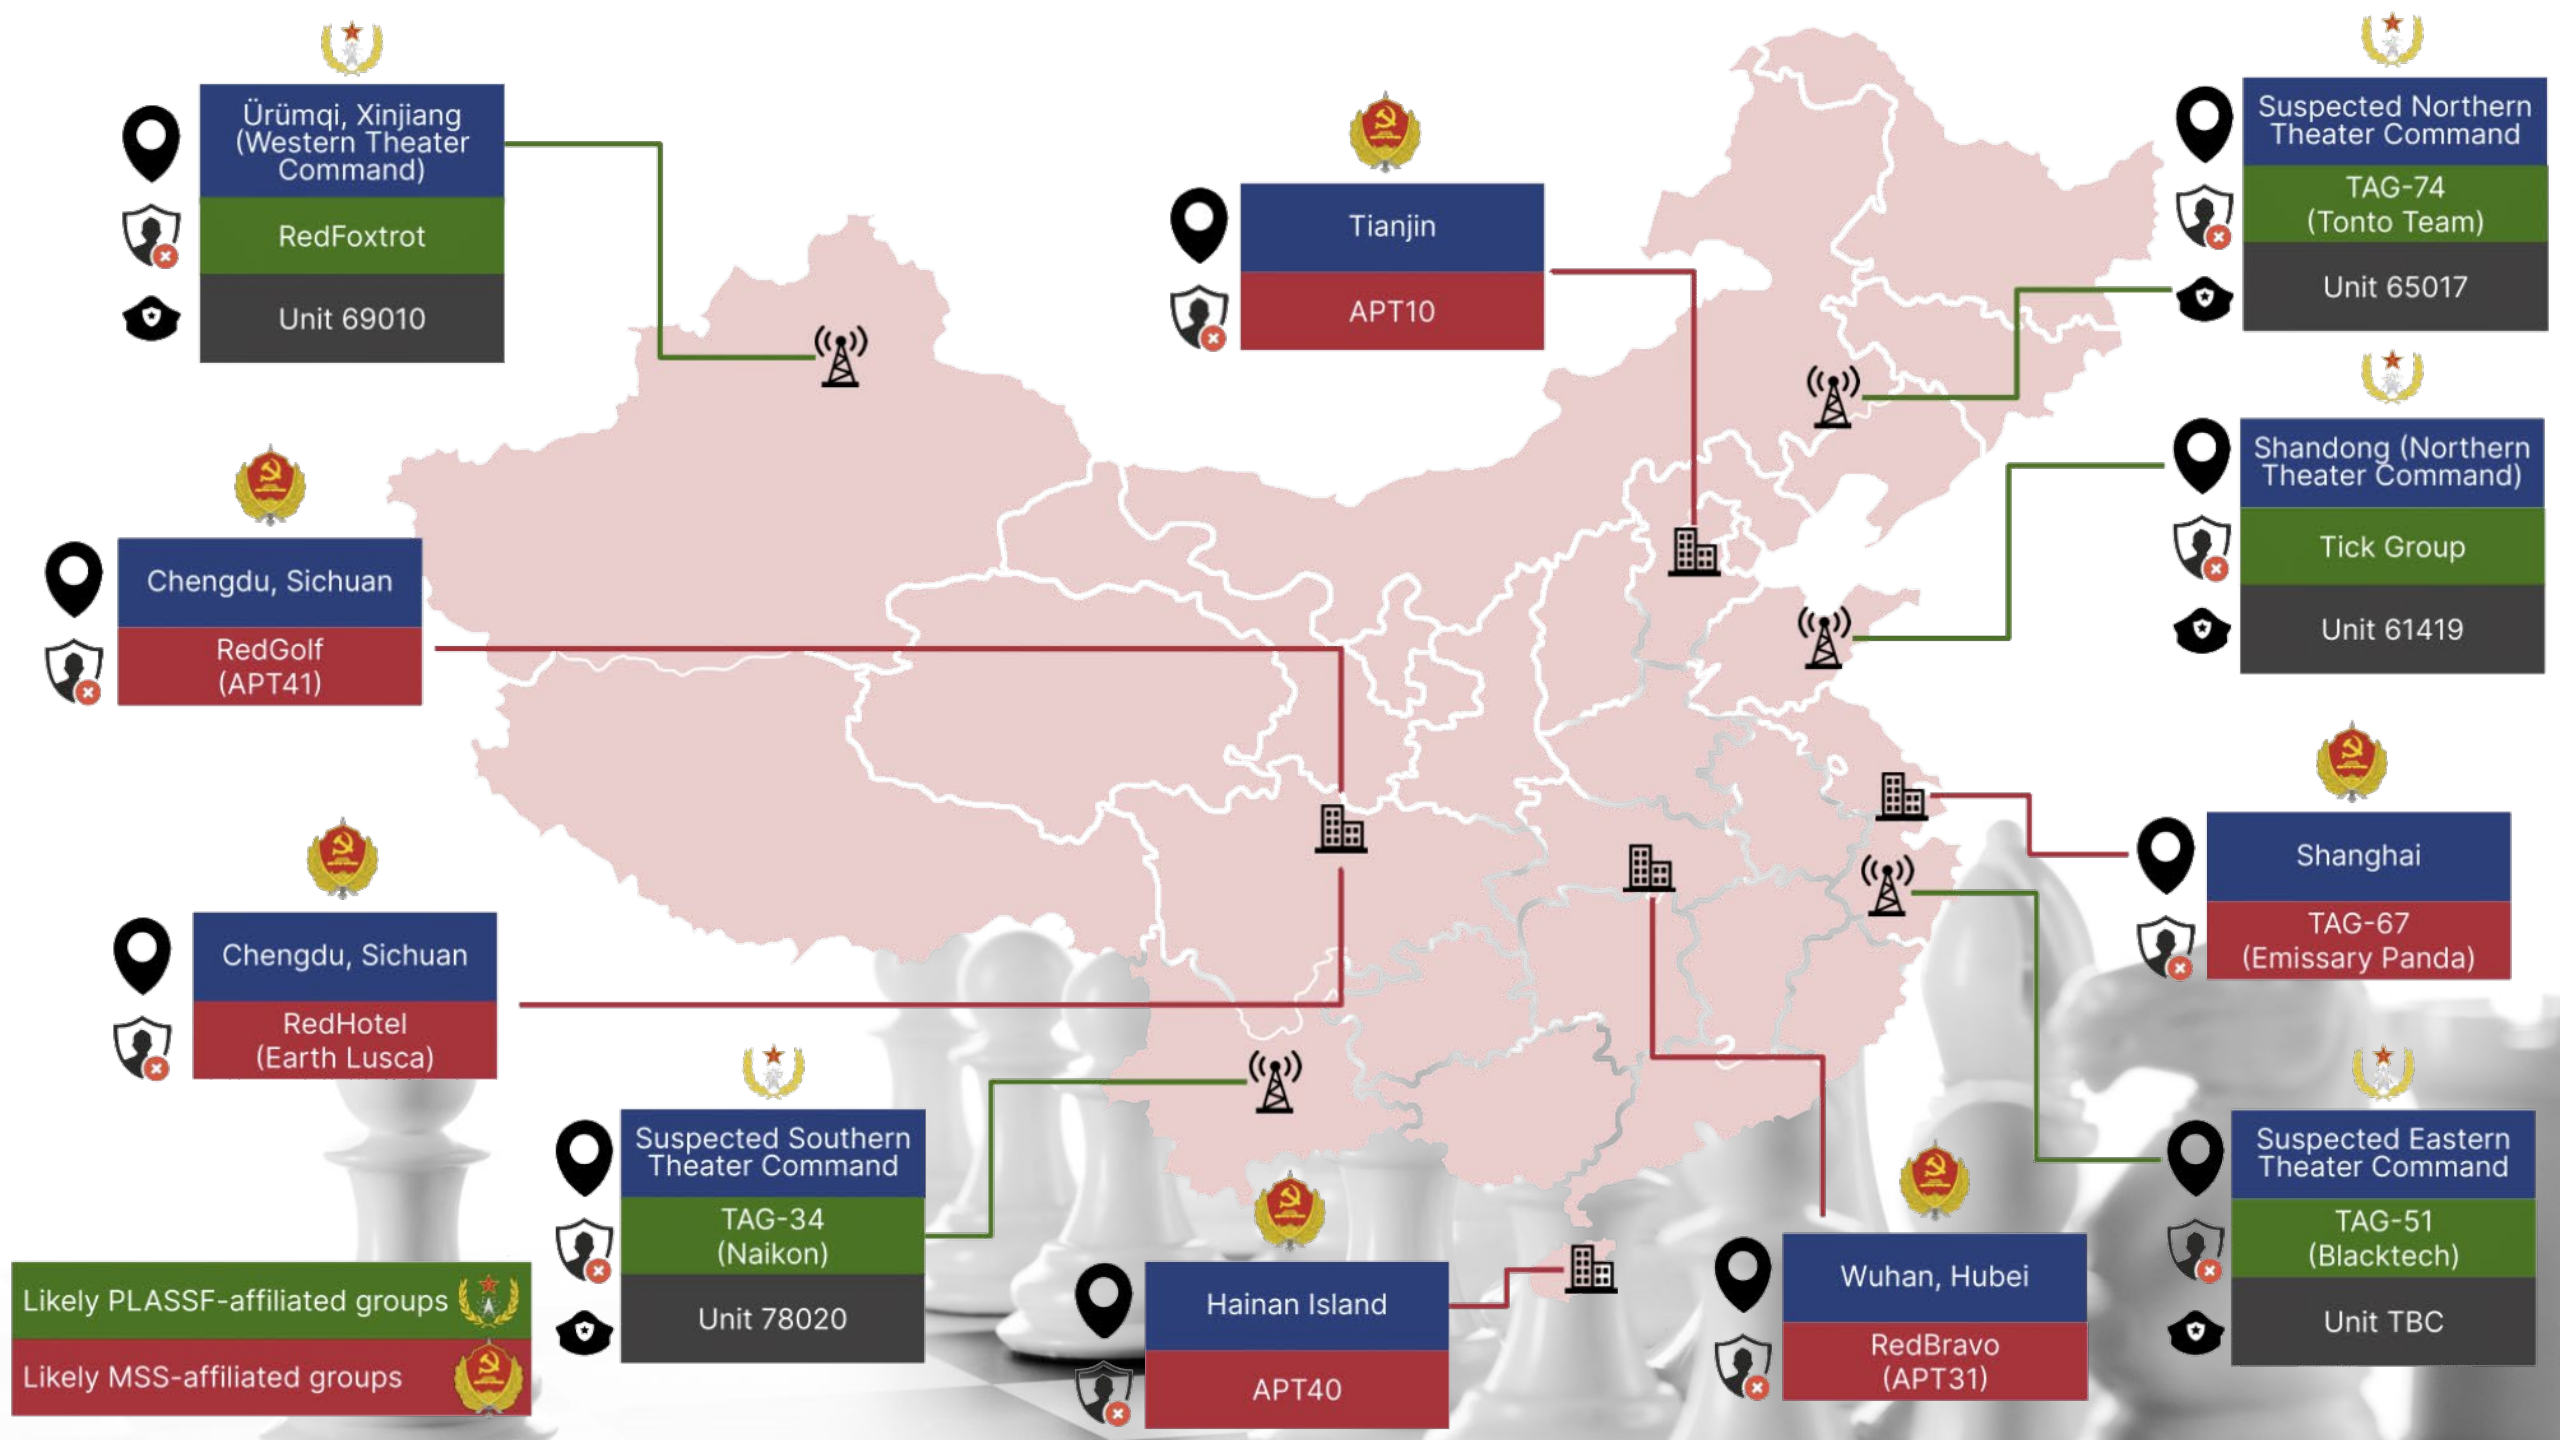 Ürümqi, Xinjiang
(Western Theater
Command)
RedFoxtrot
Unit 69010
Tianjin
APT10
Suspected Northern
Theater Command
TAG-74
(Tonto Team)
Unit 65017
Shandong (Northern
Theater Command)
Tick Group
Unit 61419
Chengdu, Sichuan
RedGolf
(APT41)
Shanghai
TAG-67
(Emissary Panda)
Chengdu, Sichuan
RedHotel
(Earth Lusca)
Suspected Southern
Theater Command
TAG-34
(Naikon)
Unit 78020
Hainan Island
APT40
Wuhan, Hubei
RedBravo
(APT31)
Suspected Eastern
Theater Command
TAG-51
(Blacktech)
Unit TBC
Likely PLASSF-affiliated groups
Likely MSS-affiliated groups